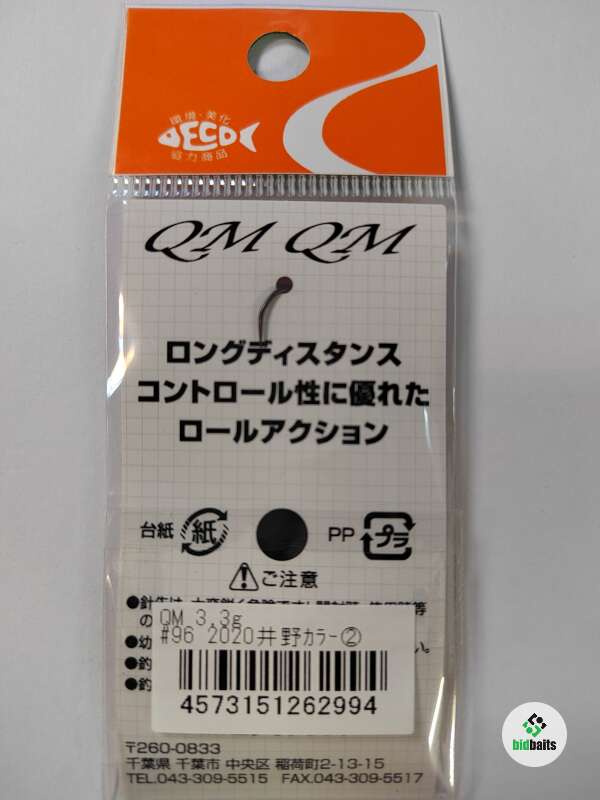 環境・美化
ECO
協力商品
QM QM
ロングディスタンス
コントロール性に優れた
ロールアクション
台紙 紙 PP プラ
ご注意
QM 3.3g
#96 2020井野ｶﾗｰ②
4573151262994
〒260-0833
千葉県 千葉市 中央区 稲荷町2-13-15
TEL.043-309-5515 FAX.043-309-5517
bidbaits